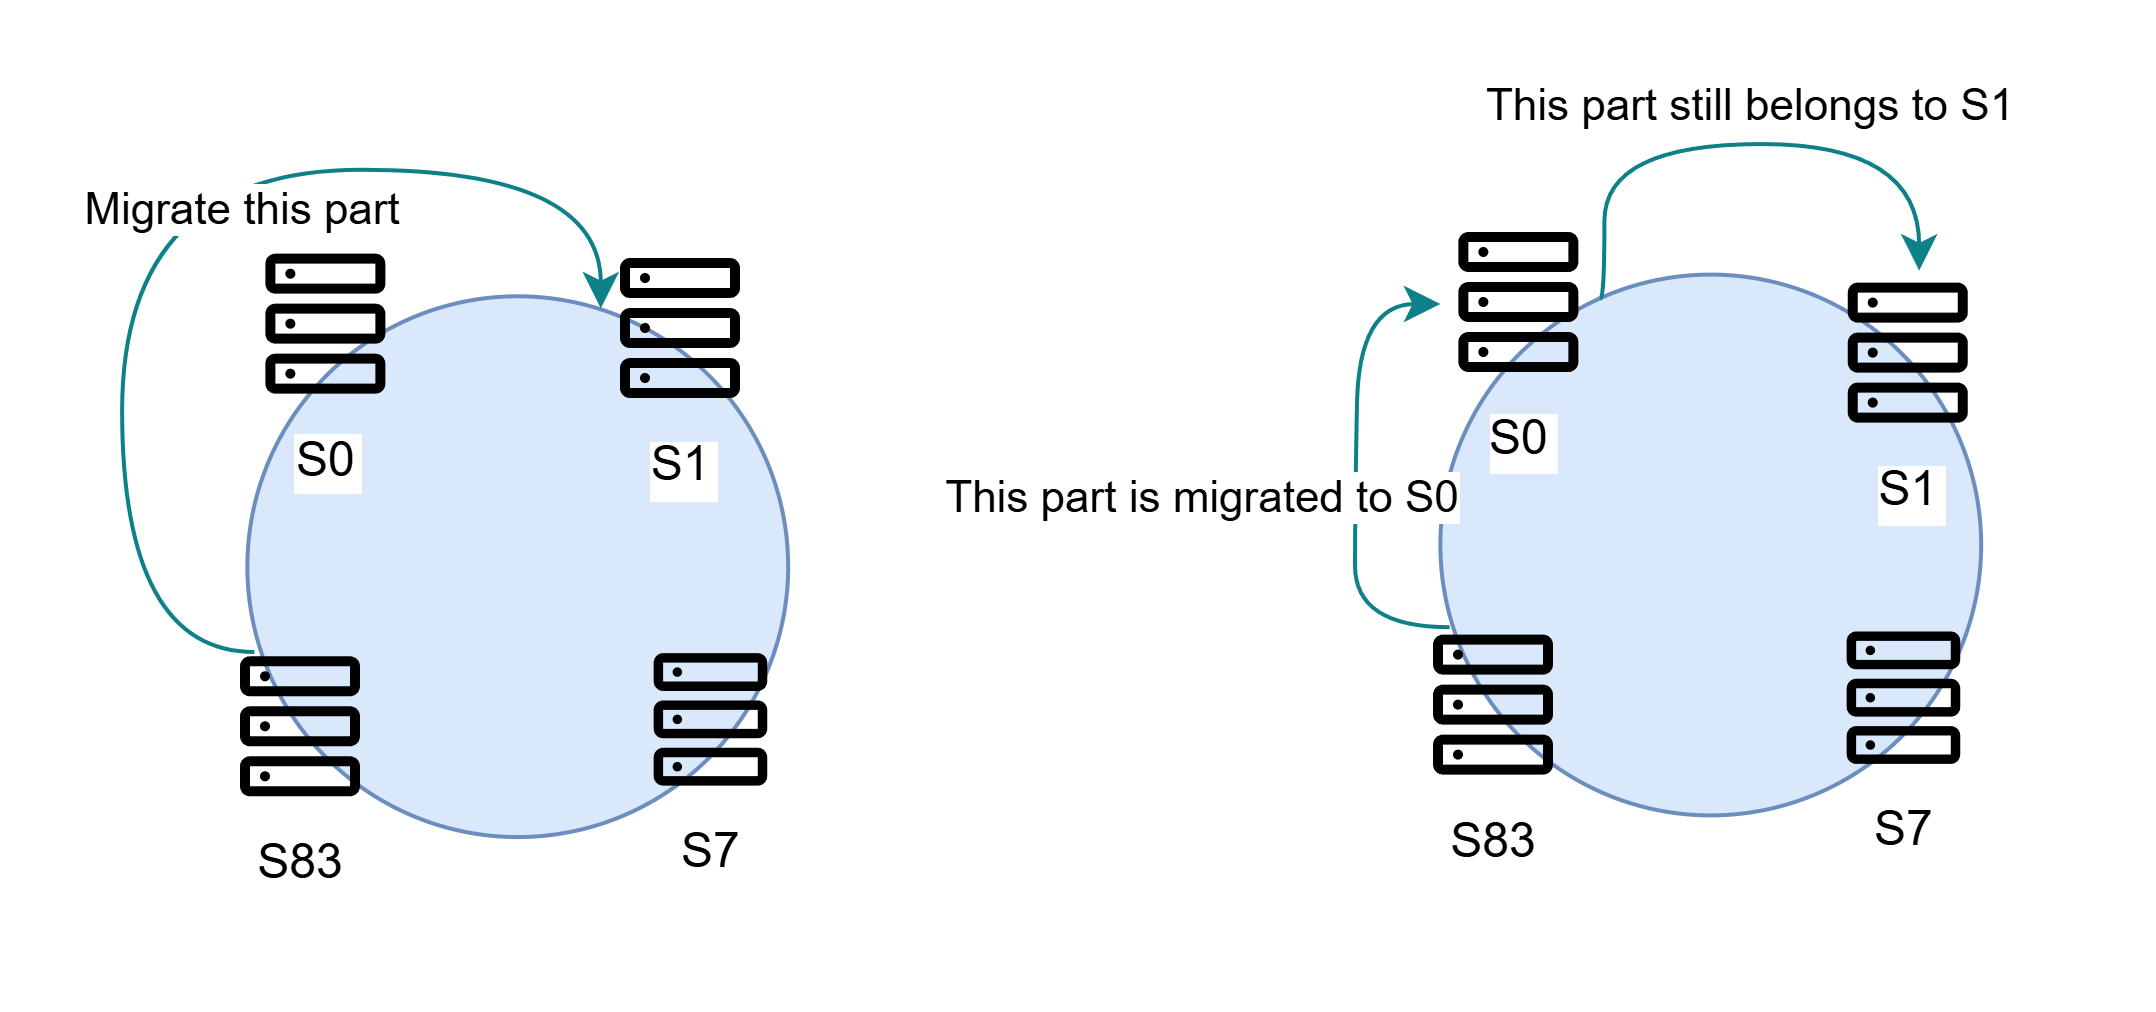 Migrate this part
S0
S1
S83
S7
This part still belongs to S1
S0
This part is migrated to S0
S1
S83
S7